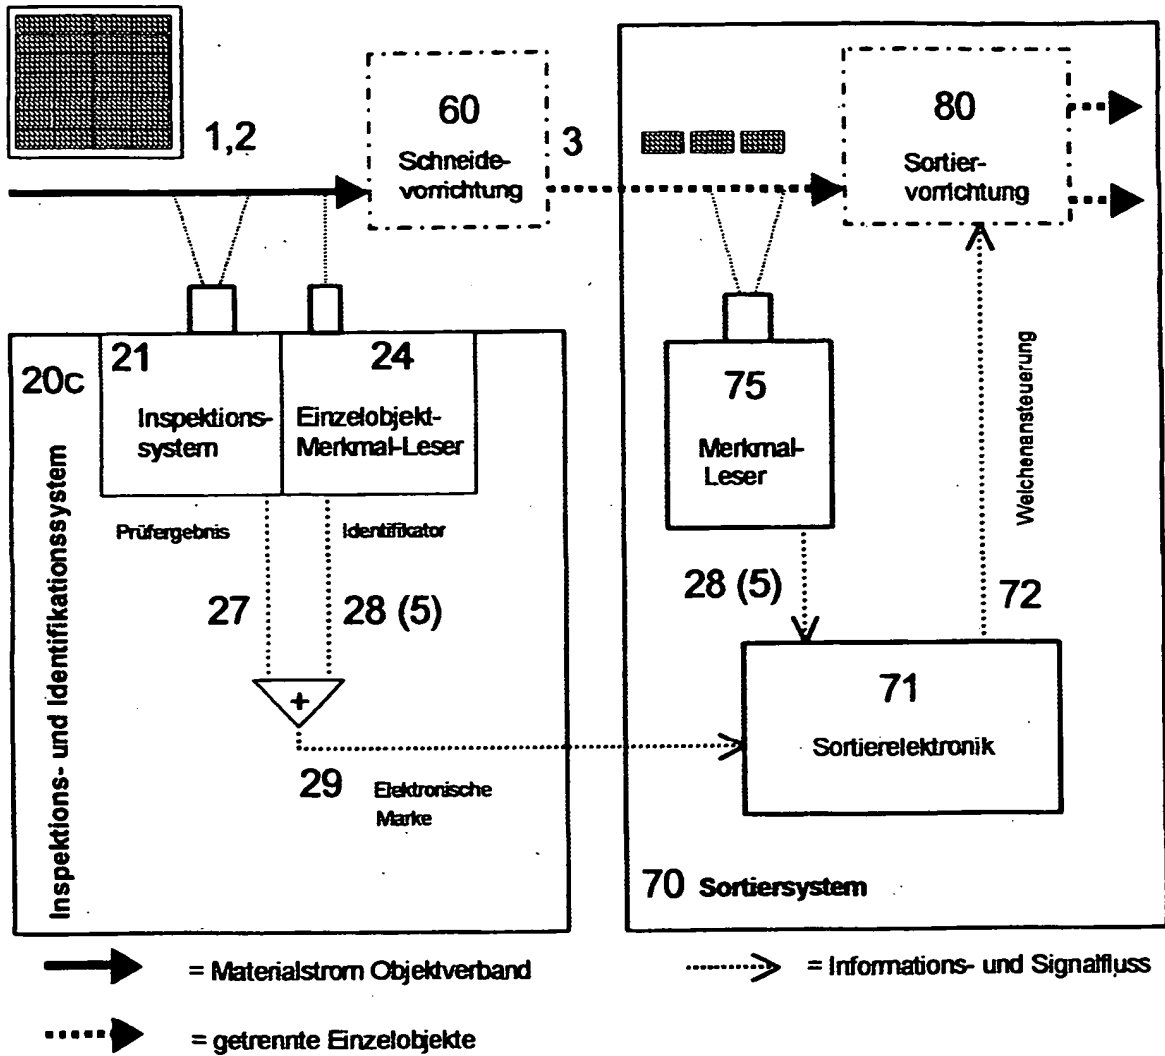 1,2
60
Schneide-
vorrichtung
3
80
Sortier-
vorrichtung
20c
Inspektions- und Identifikationssystem
21
Inspektions-
system
24
Einzelobjekt-
Merkmal-Leser
Prüfergebnis
Identifikator
27
28 (5)
+
29
Elektronische
Marke
75
Merkmal-
Leser
28 (5)
72
Weichenansteuerung
71
Sortierelektronik
70 Sortiersystem
= Materialstrom Objektverband
= Informations- und Signalfluss
= getrennte Einzelobjekte